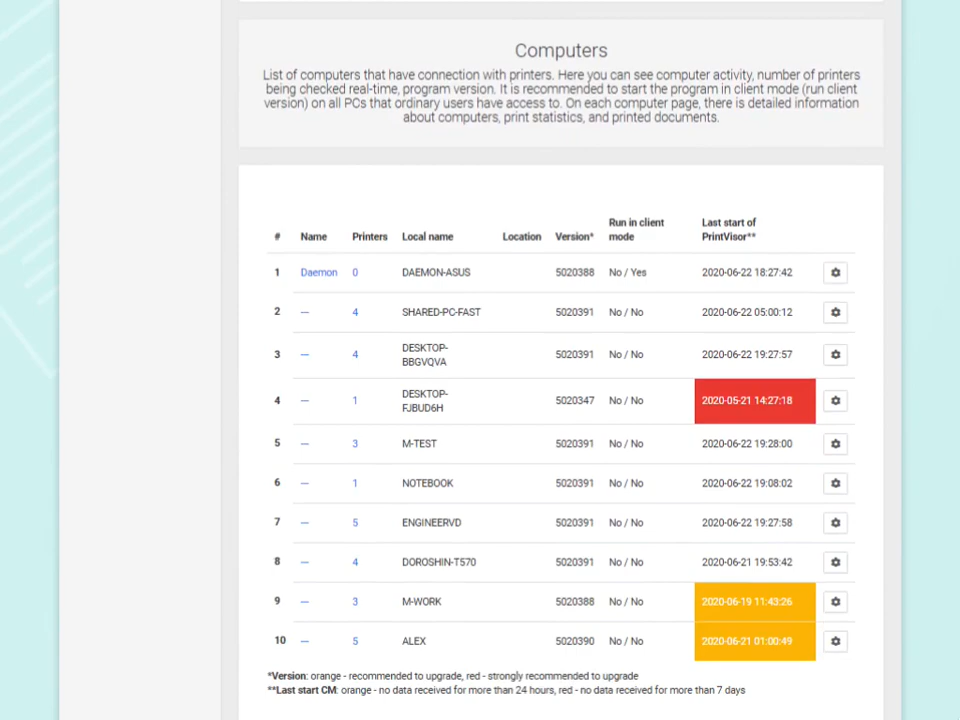 Computers
List of computers that have connection with printers. Here you can see computer activity, number of printers
being checked real-time, program version. It is recommended to start the program in client mode (run client
version) on all PCs that ordinary users have access to. On each computer page, there is detailed information
about computers, print statistics, and printed documents.
# Name Printers Local name Location Version* Run in client mode Last start of PrintVisor**
1 Daemon 0 DAEMON-ASUS 5020388 No / Yes 2020-06-22 18:27:42
2 — 4 SHARED-PC-FAST 5020391 No / No 2020-06-22 05:00:12
3 — 4 DESKTOP-BBGVQVA 5020391 No / No 2020-06-22 19:27:57
4 — 1 DESKTOP-FJBUD6H 5020347 No / No 2020-05-21 14:27:18
5 — 3 M-TEST 5020391 No / No 2020-06-22 19:28:00
6 — 1 NOTEBOOK 5020391 No / No 2020-06-22 19:08:02
7 — 5 ENGINEERVD 5020391 No / No 2020-06-22 19:27:58
8 — 4 DOROSHIN-T570 5020391 No / No 2020-06-21 19:53:42
9 — 3 M-WORK 5020388 No / No 2020-06-19 11:43:26
10 — 5 ALEX 5020390 No / No 2020-06-21 01:00:49
*Version: orange - recommended to upgrade, red - strongly recommended to upgrade
**Last start CM: orange - no data received for more than 24 hours, red - no data received for more than 7 days